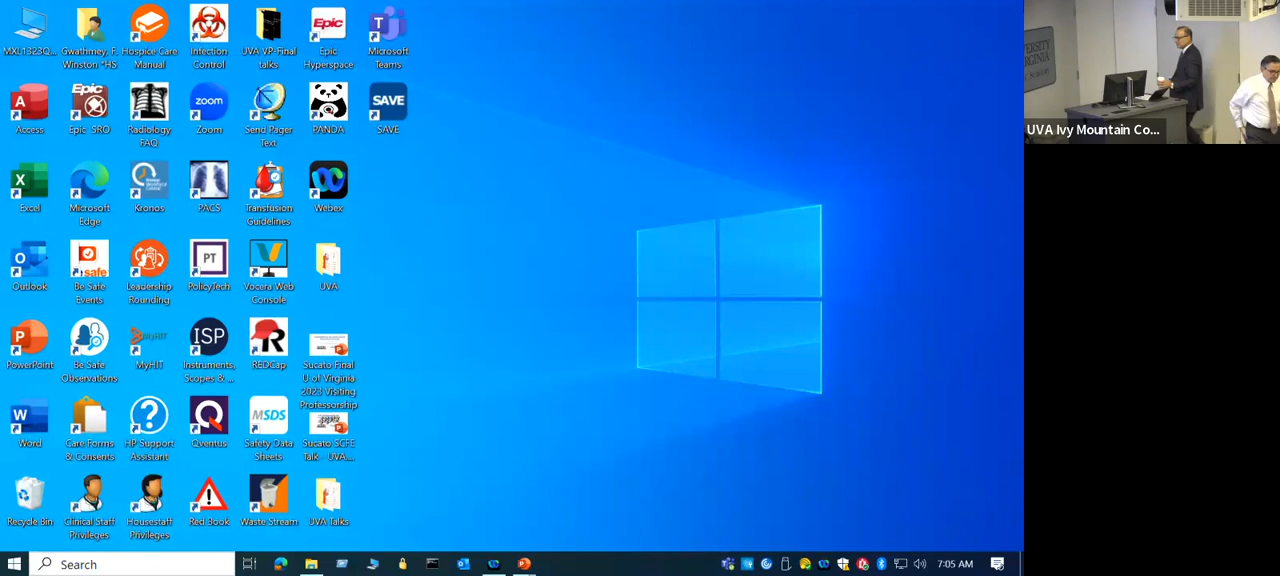 MXL1323Q...
Gwathmey, F.
Winston "HS
Hospice Care
Manual
Infection
Control
UVA VP-Final
talks
Epic
Epic
Hyperspace
Microsoft
Teams
A
Access
Epic
Epic SRO
Radiology
FAQ
zoom
Zoom
Send Pager
Text
PANDA
SAVE
SAVE
X
Excel
Microsoft
Edge
Kronos
PACS
Transfusion
Guidelines
Webex
O
Outlook
safe
Be Safe
Events
Leadership
Rounding
PT
PolicyTech
Vocera Web
Console
UVA
P
PowerPoint
Be Safe
Observations
MyHIT
MyHIT
ISP
Instruments,
Scopes & ...
REDCap
Sucato Final
U of Virginia
2023 Visiting
Professorship
W
Word
Care Forms
& Consents
?
HP Support
Assistant
Qventus
MSDS
Safety Data
Sheets
Sucato SCFE
Talk - UVA....
Recycle Bin
Clinical Staff
Privileges
Housestaff
Privileges
Red Book
Waste Stream
UVA Talks
Search
7:05 AM
UVA Ivy Mountain Co...